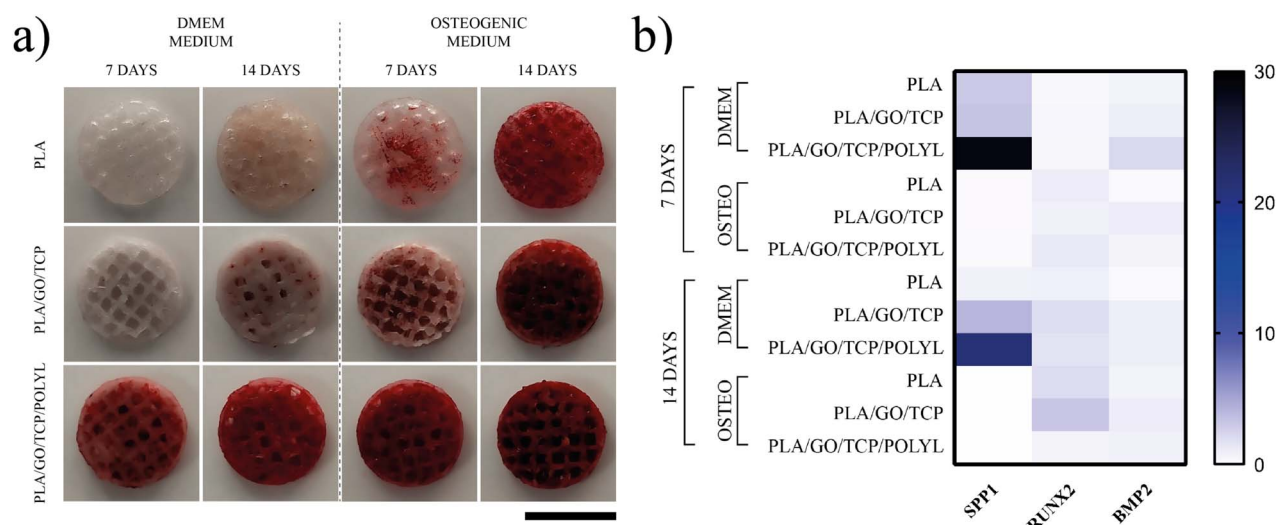 a)
DMEM
MEDIUM
OSTEOGENIC
MEDIUM
7 DAYS
14 DAYS
7 DAYS
14 DAYS
PLA
PLA/GO/TCP
PLA/GO/TCP/POLYL
b)
7 DAYS
DMEM
PLA
PLA/GO/TCP
PLA/GO/TCP/POLYL
OSTEO
PLA
PLA/GO/TCP
PLA/GO/TCP/POLYL
14 DAYS
DMEM
PLA
PLA/GO/TCP
PLA/GO/TCP/POLYL
OSTEO
PLA
PLA/GO/TCP
PLA/GO/TCP/POLYL
SPP1
RUNX2
BMP2
30
20
10
0